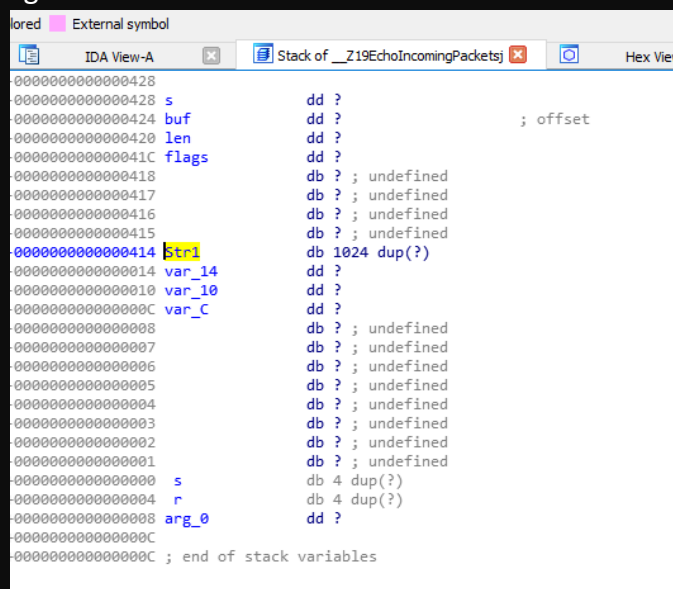 lored External symbol
IDA View-A Stack of __Z19EchoIncomingPacketsj Hex Vie
-0000000000000428
-0000000000000428 s dd ?
-0000000000000424 buf dd ? ; offset
-0000000000000420 len dd ?
-000000000000041C flags dd ?
-0000000000000418 db ? ; undefined
-0000000000000417 db ? ; undefined
-0000000000000416 db ? ; undefined
-0000000000000415 db ? ; undefined
-0000000000000414 Str1 db 1024 dup(?)
-0000000000000014 var_14 dd ?
-0000000000000010 var_10 dd ?
-000000000000000C var_C dd ?
-0000000000000008 db ? ; undefined
-0000000000000007 db ? ; undefined
-0000000000000006 db ? ; undefined
-0000000000000005 db ? ; undefined
-0000000000000004 db ? ; undefined
-0000000000000003 db ? ; undefined
-0000000000000002 db ? ; undefined
-0000000000000001 db ? ; undefined
+0000000000000000 s db 4 dup(?)
+0000000000000004 r db 4 dup(?)
+0000000000000008 arg_0 dd ?
+000000000000000C
+000000000000000C ; end of stack variables